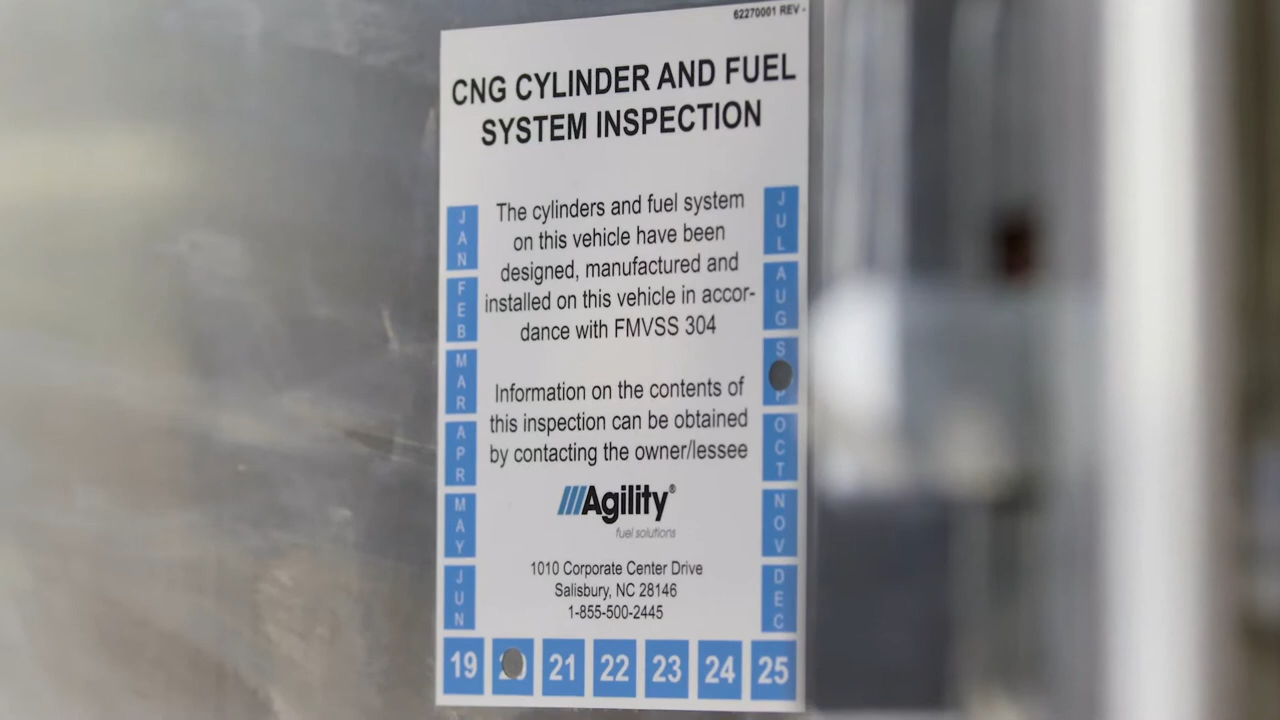 62270001 REV -
CNG CYLINDER AND FUEL
SYSTEM INSPECTION
The cylinders and fuel system
on this vehicle have been
designed, manufactured and
installed on this vehicle in accor-
dance with FMVSS 304
Information on the contents of
this inspection can be obtained
by contacting the owner/lessee
Agility®
fuel solutions
1010 Corporate Center Drive
Salisbury, NC 28146
1-855-500-2445
JAN
FEB
MAR
APR
MAY
JUN
JUL
AUG
OCT
NOV
DEC
19 21 22 23 24 25